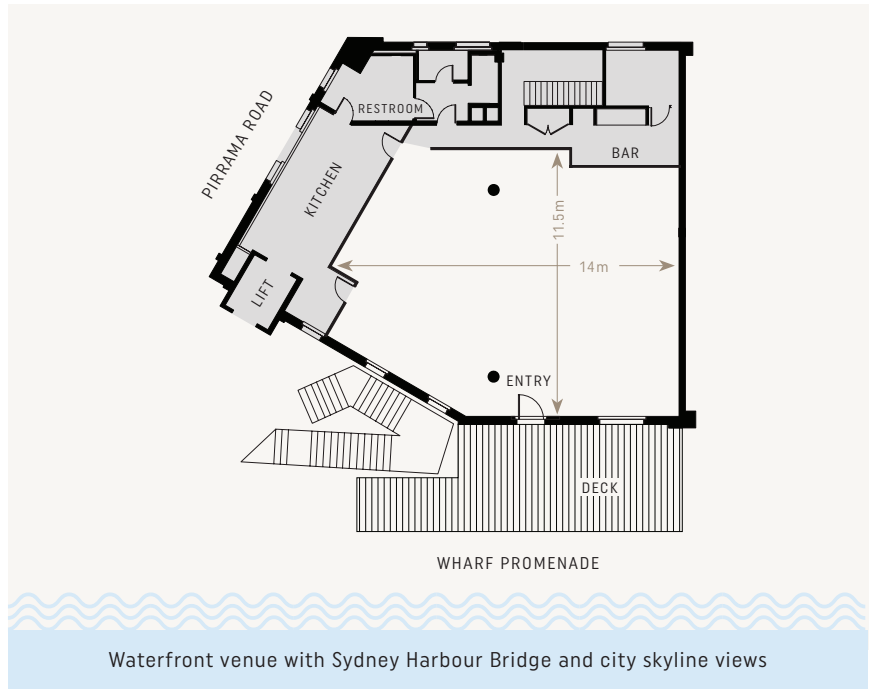 PIRRAMA ROAD
RESTROOM
KITCHEN
BAR
11.5m
14m
LIFT
ENTRY
DECK
WHARF PROMENADE
Waterfront venue with Sydney Harbour Bridge and city skyline views